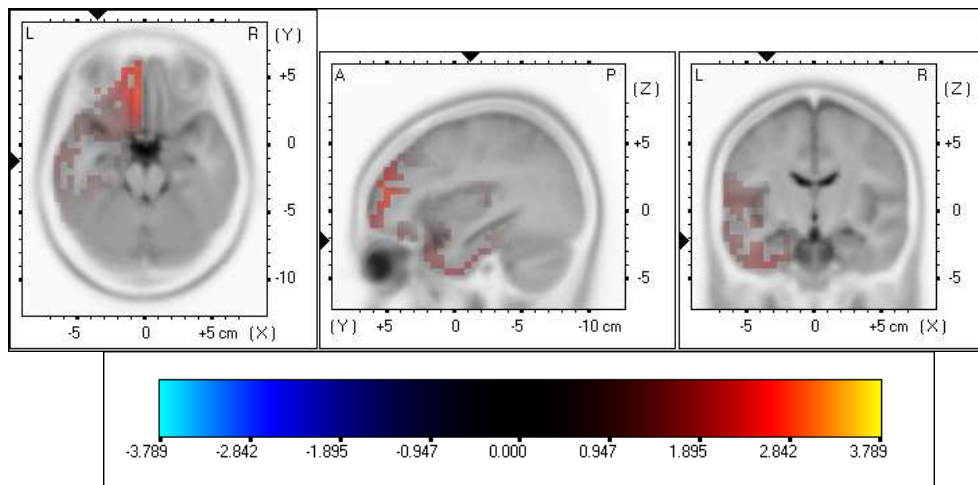 L R (Y)
+5
0
-5
-10
-5 0 +5 cm (X)
A P
(Z)
+5
0
-5
(Y) +5 0 -5 -10 cm
L R
(Z)
+5
0
-5
-5 0 +5 cm (X)
-3.789 -2.842 -1.895 -0.947 0.000 0.947 1.895 2.842 3.789